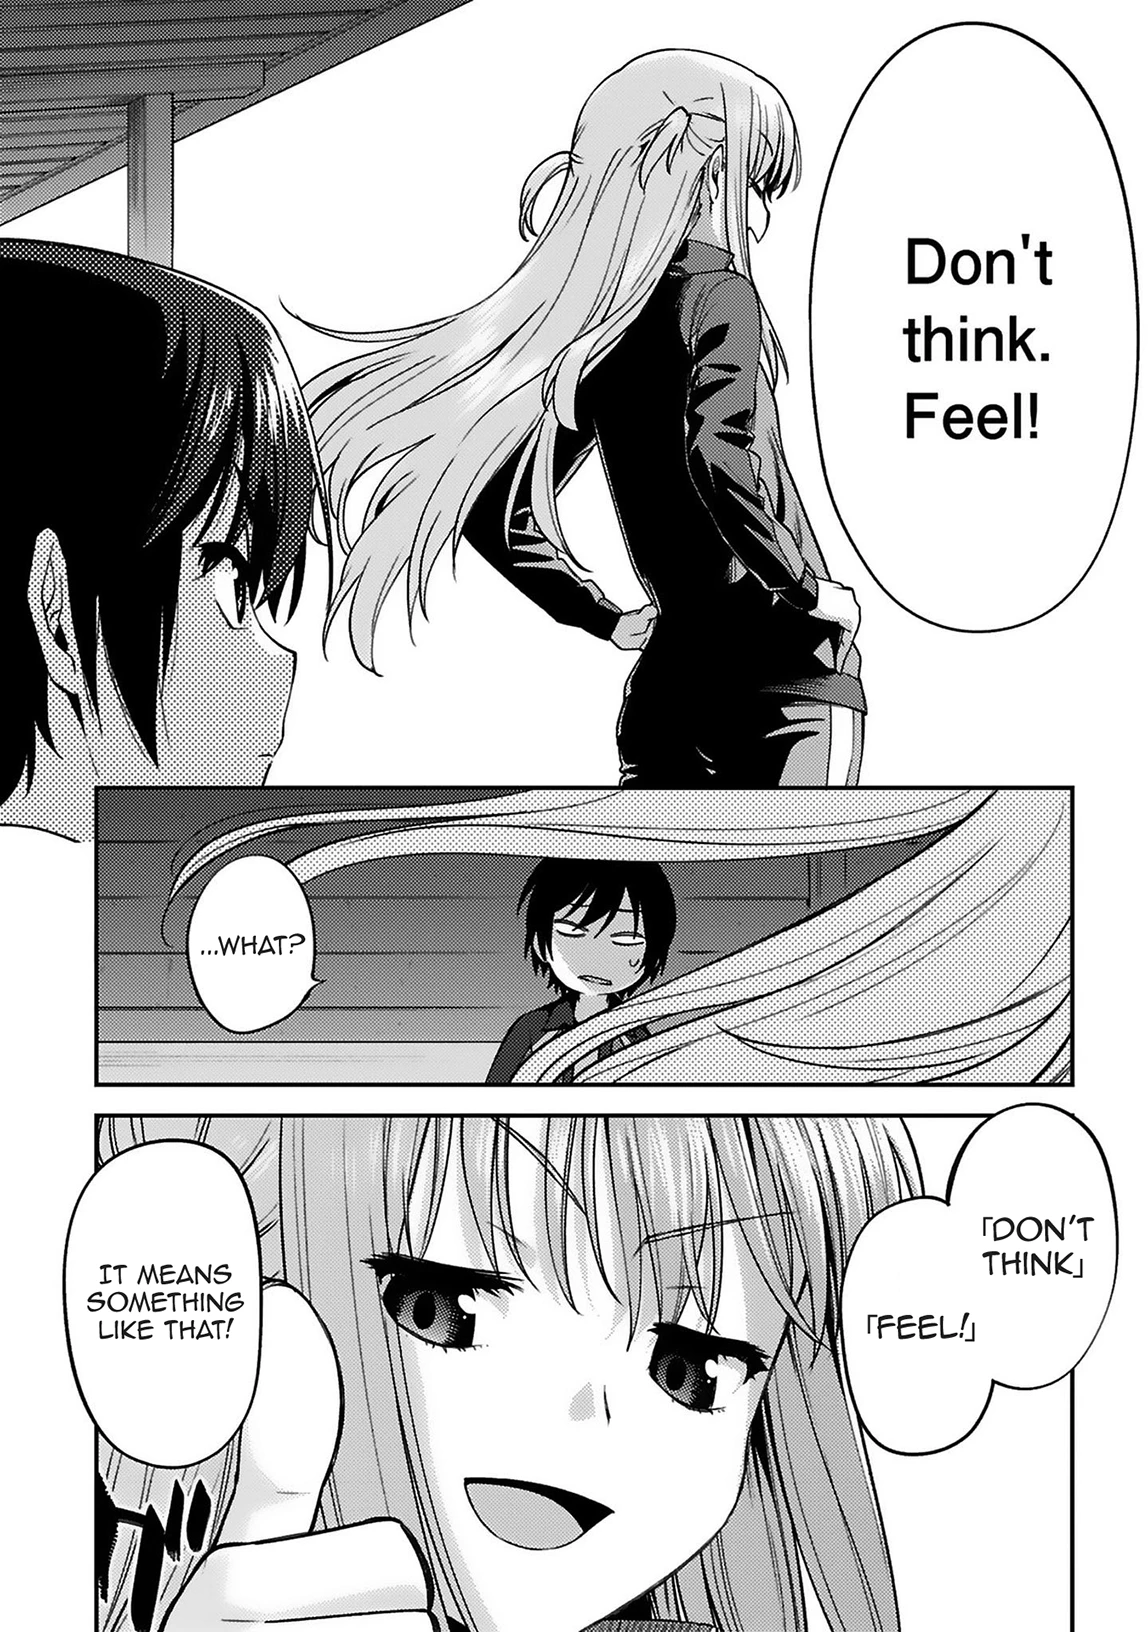 Don't
think.
Feel!
...WHAT?
「DON'T
THINK」
「FEEL!」
IT MEANS
SOMETHING
LIKE THAT!